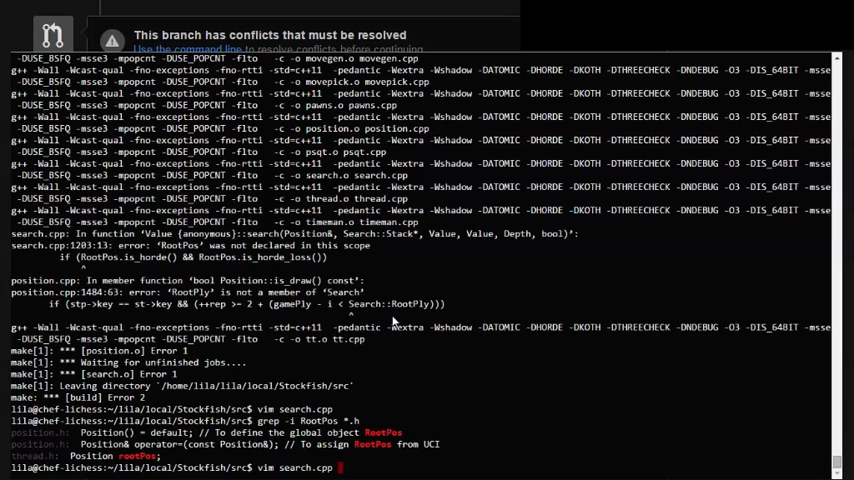 This branch has conflicts that must be resolved
Use the command line to resolve conflicts before continuing.
-DUSE_BSFQ -msse3 -mpopcnt -DUSE_POPCNT -flto   -c -o movegen.o movegen.cpp
g++ -Wall -Wcast-qual -fno-exceptions -fno-rtti -std=c++11  -pedantic -Wextra -Wshadow -DATOMIC -DHORDE -DKOTH -DTHREECHECK -DNDEBUG -O3 -DIS_64BIT -msse
-DUSE_BSFQ -msse3 -mpopcnt -DUSE_POPCNT -flto   -c -o movepick.o movepick.cpp
g++ -Wall -Wcast-qual -fno-exceptions -fno-rtti -std=c++11  -pedantic -Wextra -Wshadow -DATOMIC -DHORDE -DKOTH -DTHREECHECK -DNDEBUG -O3 -DIS_64BIT -msse
-DUSE_BSFQ -msse3 -mpopcnt -DUSE_POPCNT -flto   -c -o pawns.o pawns.cpp
g++ -Wall -Wcast-qual -fno-exceptions -fno-rtti -std=c++11  -pedantic -Wextra -Wshadow -DATOMIC -DHORDE -DKOTH -DTHREECHECK -DNDEBUG -O3 -DIS_64BIT -msse
-DUSE_BSFQ -msse3 -mpopcnt -DUSE_POPCNT -flto   -c -o position.o position.cpp
g++ -Wall -Wcast-qual -fno-exceptions -fno-rtti -std=c++11  -pedantic -Wextra -Wshadow -DATOMIC -DHORDE -DKOTH -DTHREECHECK -DNDEBUG -O3 -DIS_64BIT -msse
-DUSE_BSFQ -msse3 -mpopcnt -DUSE_POPCNT -flto   -c -o psqt.o psqt.cpp
g++ -Wall -Wcast-qual -fno-exceptions -fno-rtti -std=c++11  -pedantic -Wextra -Wshadow -DATOMIC -DHORDE -DKOTH -DTHREECHECK -DNDEBUG -O3 -DIS_64BIT -msse
-DUSE_BSFQ -msse3 -mpopcnt -DUSE_POPCNT -flto   -c -o search.o search.cpp
g++ -Wall -Wcast-qual -fno-exceptions -fno-rtti -std=c++11  -pedantic -Wextra -Wshadow -DATOMIC -DHORDE -DKOTH -DTHREECHECK -DNDEBUG -O3 -DIS_64BIT -msse
-DUSE_BSFQ -msse3 -mpopcnt -DUSE_POPCNT -flto   -c -o thread.o thread.cpp
g++ -Wall -Wcast-qual -fno-exceptions -fno-rtti -std=c++11  -pedantic -Wextra -Wshadow -DATOMIC -DHORDE -DKOTH -DTHREECHECK -DNDEBUG -O3 -DIS_64BIT -msse
-DUSE_BSFQ -msse3 -mpopcnt -DUSE_POPCNT -flto   -c -o timeman.o timeman.cpp
search.cpp: In function ‘Value {anonymous}::search(Position&, Search::Stack*, Value, Value, Depth, bool)’:
search.cpp:1203:13: error: ‘RootPos’ was not declared in this scope
if (RootPos.is_horde() && RootPos.is_horde_loss())
^
position.cpp: In member function ‘bool Position::is_draw() const’:
position.cpp:1484:63: error: ‘RootPly’ is not a member of ‘Search’
if (stp->key == st->key && (++rep >= 2 + (gamePly - i < Search::RootPly)))
^
g++ -Wall -Wcast-qual -fno-exceptions -fno-rtti -std=c++11  -pedantic -Wextra -Wshadow -DATOMIC -DHORDE -DKOTH -DTHREECHECK -DNDEBUG -O3 -DIS_64BIT -msse
-DUSE_BSFQ -msse3 -mpopcnt -DUSE_POPCNT -flto   -c -o tt.o tt.cpp
make[1]: *** [position.o] Error 1
make[1]: *** Waiting for unfinished jobs....
make[1]: *** [search.o] Error 1
make[1]: Leaving directory `/home/lila/local/Stockfish/src'
make: *** [build] Error 2
lila@chef-lichess:~/lila/local/Stockfish/src$ vim search.cpp
lila@chef-lichess:~/lila/local/Stockfish/src$ grep -i RootPos *.h
position.h:  Position() = default; // To define the global object RootPos
position.h:  Position& operator=(const Position&); // To assign RootPos from UCI
thread.h:  Position rootPos;
lila@chef-lichess:~/lila/local/Stockfish/src$ vim search.cpp